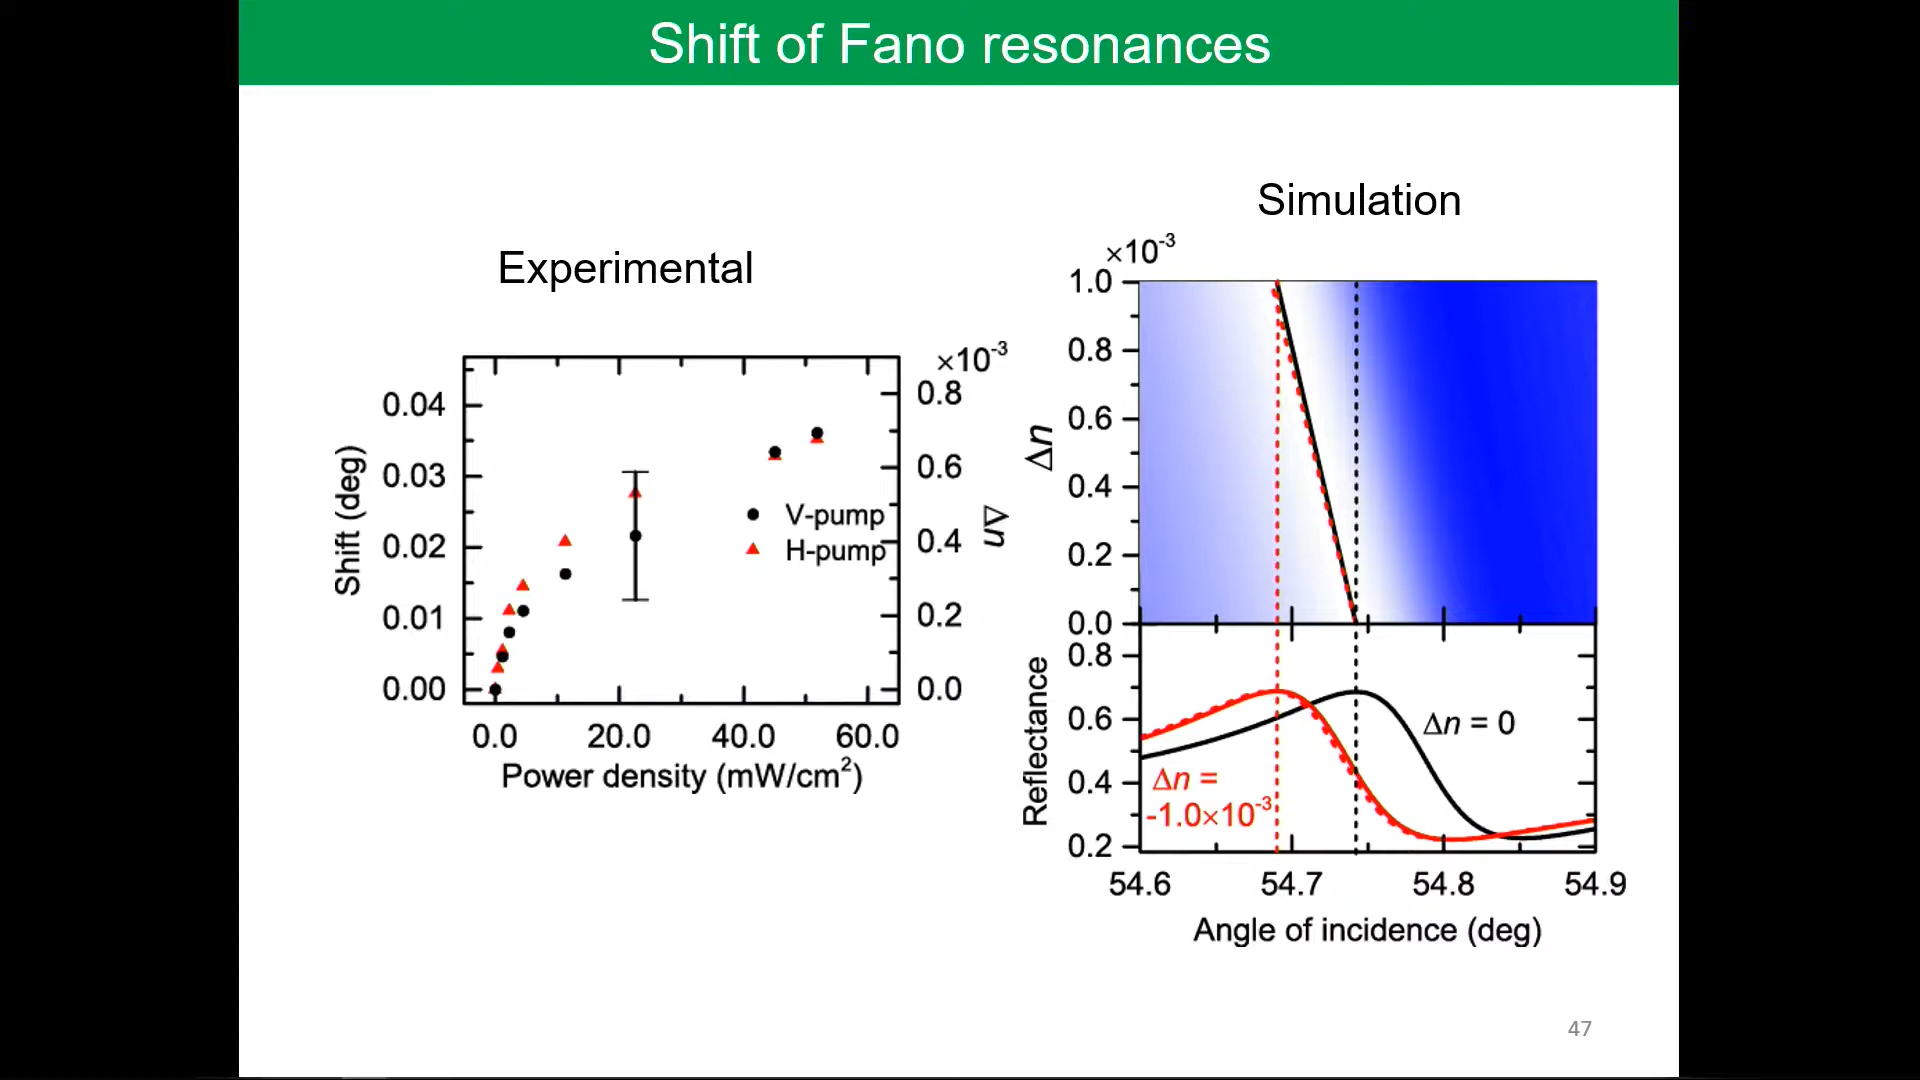 Shift of Fano resonances
Experimental
×10⁻³
0.04
0.03
0.02
0.01
0.00
Shift (deg)
V-pump
H-pump
0.8
0.6
0.4
0.2
0.0
Δn
0.0 20.0 40.0 60.0
Power density (mW/cm²)
Simulation
×10⁻³
1.0
0.8
0.6
0.4
0.2
0.0
Δn
0.8
0.6
0.4
0.2
Reflectance
Δn = 0
Δn =
-1.0×10⁻³
54.6 54.7 54.8 54.9
Angle of incidence (deg)
47